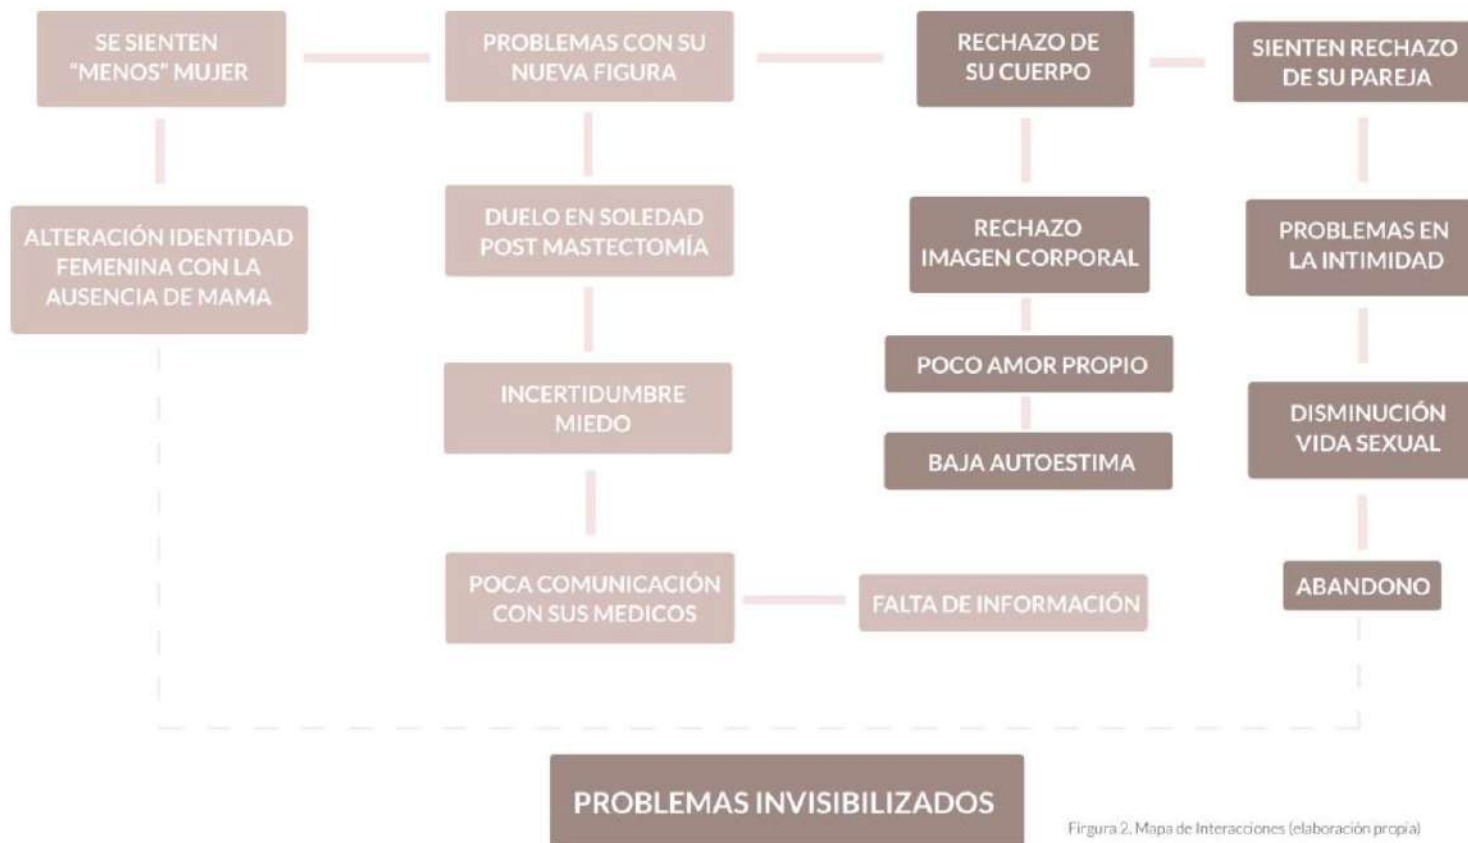 SE SIENTEN
"MENOS" MUJER
PROBLEMAS CON SU
NUEVA FIGURA
RECHAZO DE
SU CUERPO
SIENTEN RECHAZO
DE SU PAREJA
ALTERACIÓN IDENTIDAD
FEMENINA CON LA
AUSENCIA DE MAMA
DUELO EN SOLEDAD
POST MASTECTOMÍA
RECHAZO
IMAGEN CORPORAL
PROBLEMAS EN
LA INTIMIDAD
INCERTIDUMBRE
MIEDO
POCO AMOR PROPIO
BAJA AUTOESTIMA
DISMINUCIÓN
VIDA SEXUAL
POCA COMUNICACIÓN
CON SUS MEDICOS
FALTA DE INFORMACIÓN
ABANDONO
PROBLEMAS INVISIBILIZADOS
Firgura 2. Mapa de Interacciones (elaboración propia)